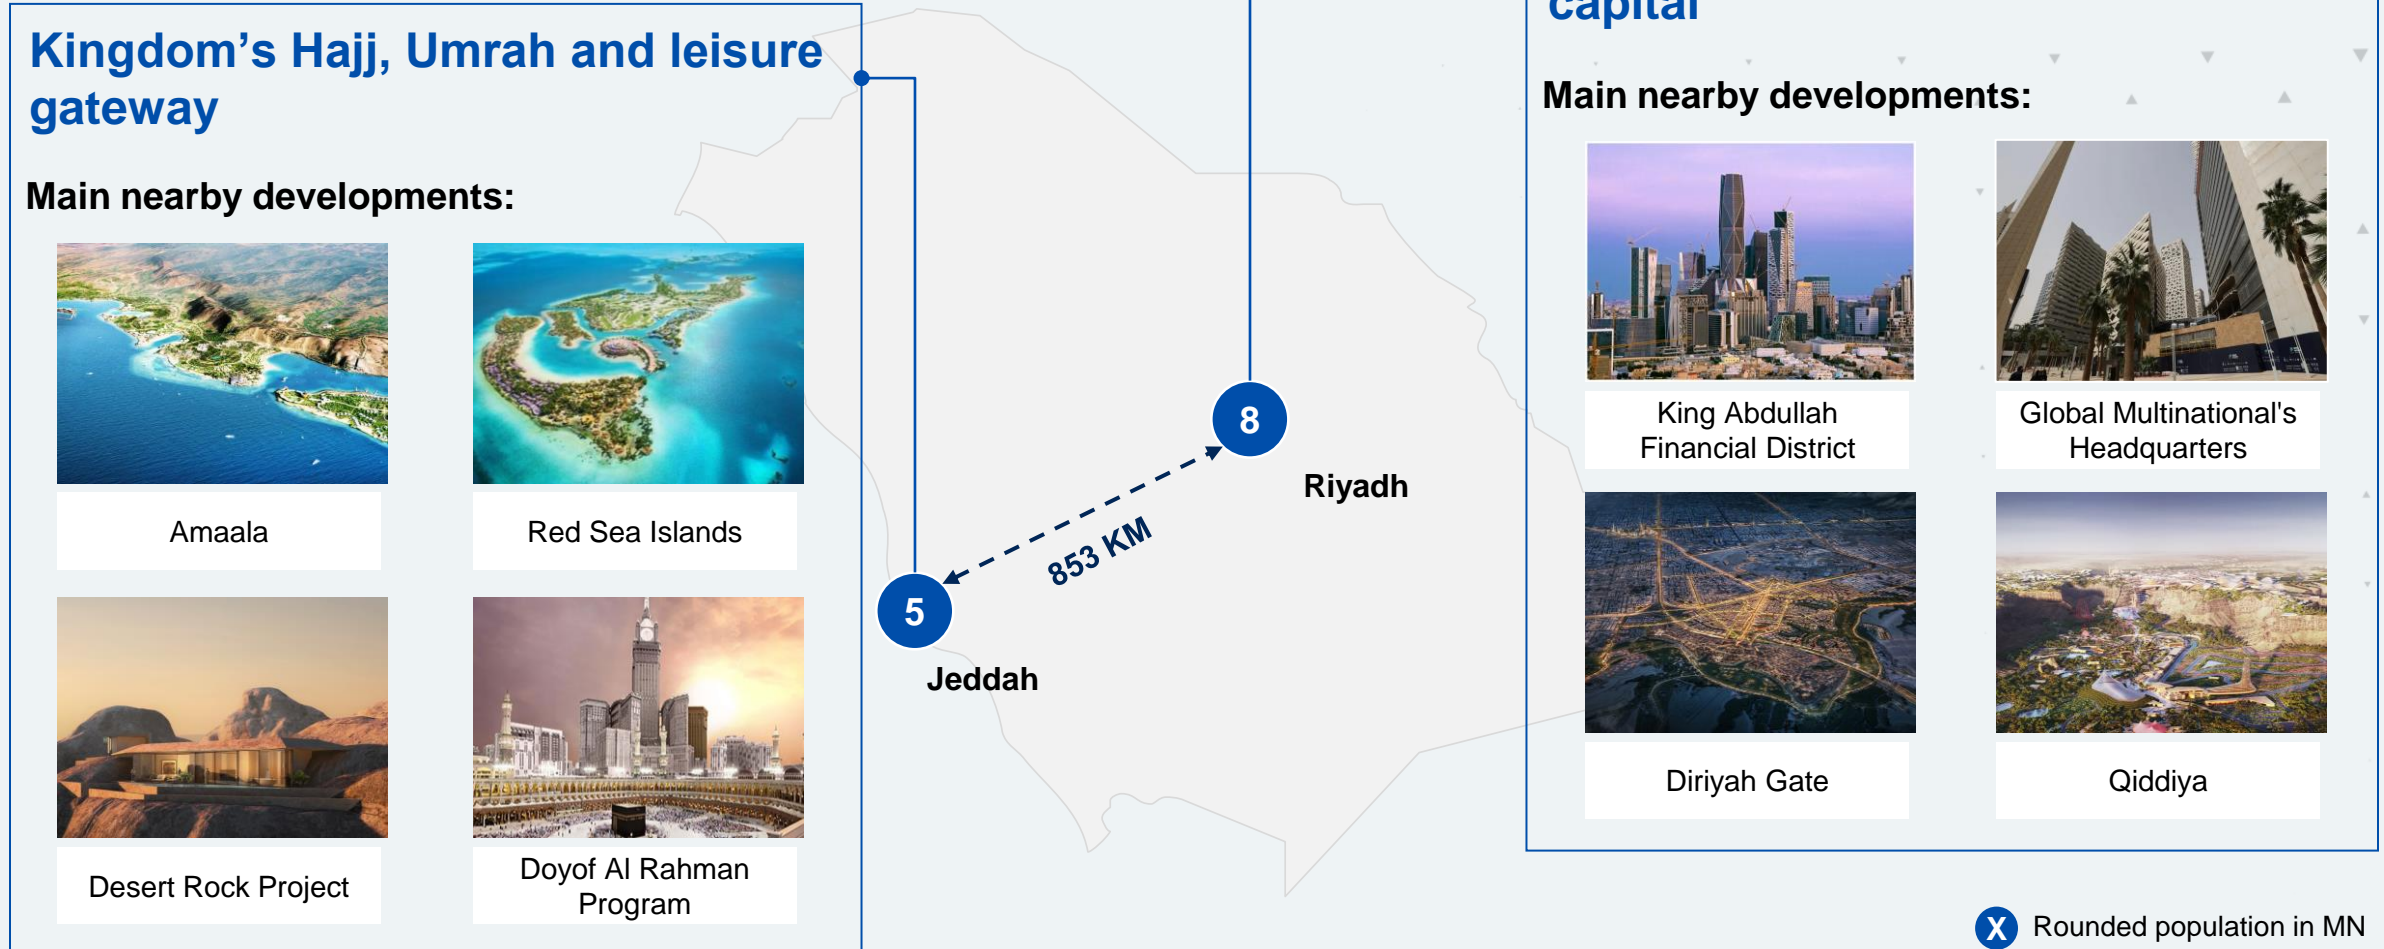 Kingdom’s Hajj, Umrah and leisure
gateway
Main nearby developments:
Amaala
Red Sea Islands
Desert Rock Project
Doyof Al Rahman
Program
8
Riyadh
853 KM
5
Jeddah
capital
Main nearby developments:
King Abdullah
Financial District
Global Multinational's
Headquarters
Diriyah Gate
Qiddiya
X Rounded population in MN